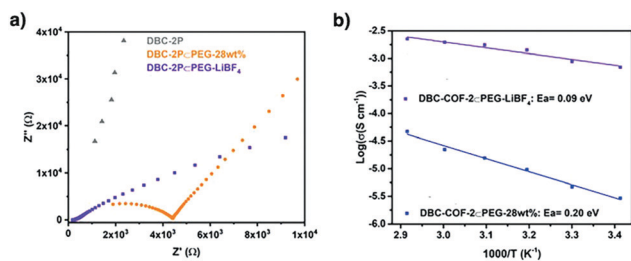 a)
DBC-2P
DBC-2P⊂PEG-28wt%
DBC-2P⊂PEG-LiBF₄
Z'' (Ω)
4x10⁴
3x10⁴
2x10⁴
1x10⁴
0
0 2x10³ 4x10³ 6x10³ 8x10³ 1x10⁴
Z' (Ω)
b)
Log(σ(S cm⁻¹))
-2.5
-3.0
-3.5
-4.0
-4.5
-5.0
-5.5
-6.0
DBC-COF-2⊂PEG-LiBF₄: Ea= 0.09 eV
DBC-COF-2⊂PEG-28wt%: Ea= 0.20 eV
2.9 3.0 3.1 3.2 3.3 3.4
1000/T (K⁻¹)